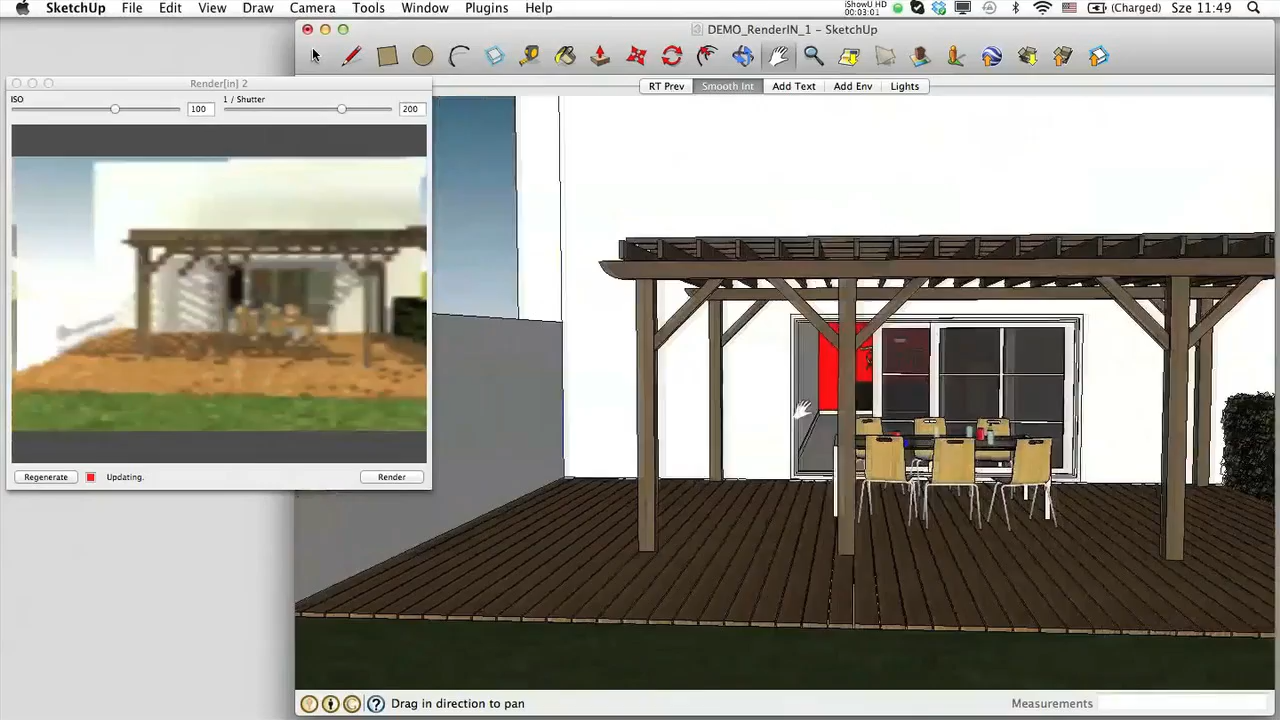 SketchUp File Edit View Draw Camera Tools Window Plugins Help iShowU HD 00:03:01 (Charged) Sze 11:49
DEMO_RenderIN_1 – SketchUp
Render[in] 2
RT Prev Smooth Int Add Text Add Env Lights
ISO 100 1 / Shutter 200
Regenerate Updating. Render
Drag in direction to pan Measurements